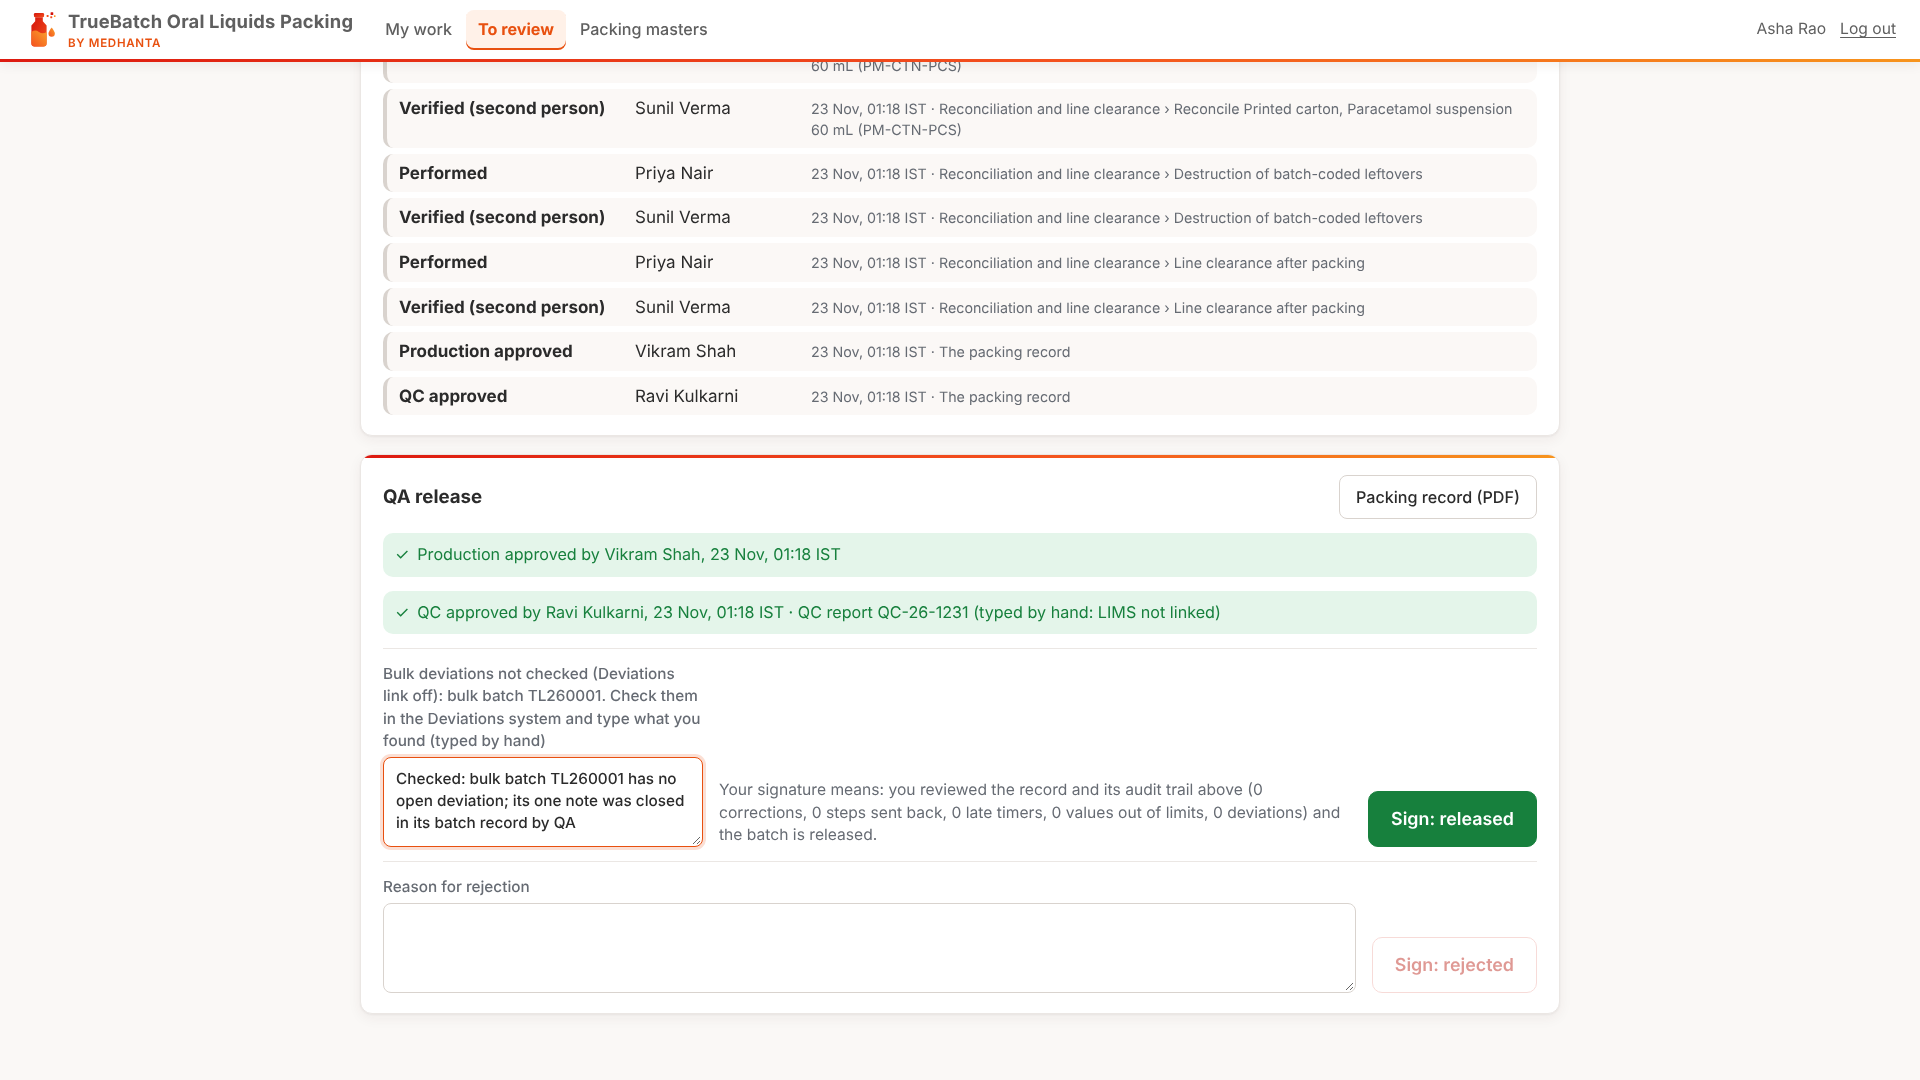 TrueBatch Oral Liquids Packing
BY MEDHANTA
My work
To review
Packing masters
Asha Rao
Log out
60 mL (PM-CTN-PCS)
Verified (second person) Sunil Verma 23 Nov, 01:18 IST · Reconciliation and line clearance › Reconcile Printed carton, Paracetamol suspension
60 mL (PM-CTN-PCS)
Performed Priya Nair 23 Nov, 01:18 IST · Reconciliation and line clearance › Destruction of batch-coded leftovers
Verified (second person) Sunil Verma 23 Nov, 01:18 IST · Reconciliation and line clearance › Destruction of batch-coded leftovers
Performed Priya Nair 23 Nov, 01:18 IST · Reconciliation and line clearance › Line clearance after packing
Verified (second person) Sunil Verma 23 Nov, 01:18 IST · Reconciliation and line clearance › Line clearance after packing
Production approved Vikram Shah 23 Nov, 01:18 IST · The packing record
QC approved Ravi Kulkarni 23 Nov, 01:18 IST · The packing record
QA release
Packing record (PDF)
✓ Production approved by Vikram Shah, 23 Nov, 01:18 IST
✓ QC approved by Ravi Kulkarni, 23 Nov, 01:18 IST · QC report QC-26-1231 (typed by hand: LIMS not linked)
Bulk deviations not checked (Deviations
link off): bulk batch TL260001. Check them
in the Deviations system and type what you
found (typed by hand)
Checked: bulk batch TL260001 has no
open deviation; its one note was closed
in its batch record by QA
Your signature means: you reviewed the record and its audit trail above (0
corrections, 0 steps sent back, 0 late timers, 0 values out of limits, 0 deviations) and
the batch is released.
Sign: released
Reason for rejection
Sign: rejected